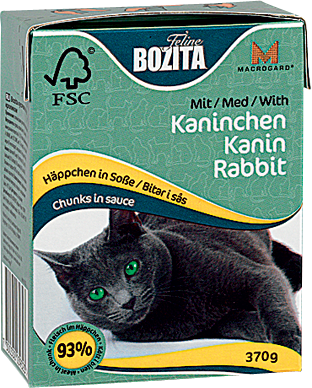 Feline
BOZITA
FSC
MACROGARD®
Mit / Med / With
Kaninchen
Kanin
Rabbit
Häppchen in Soße / Bitar i sås
Chunks in sauce
93%
370g